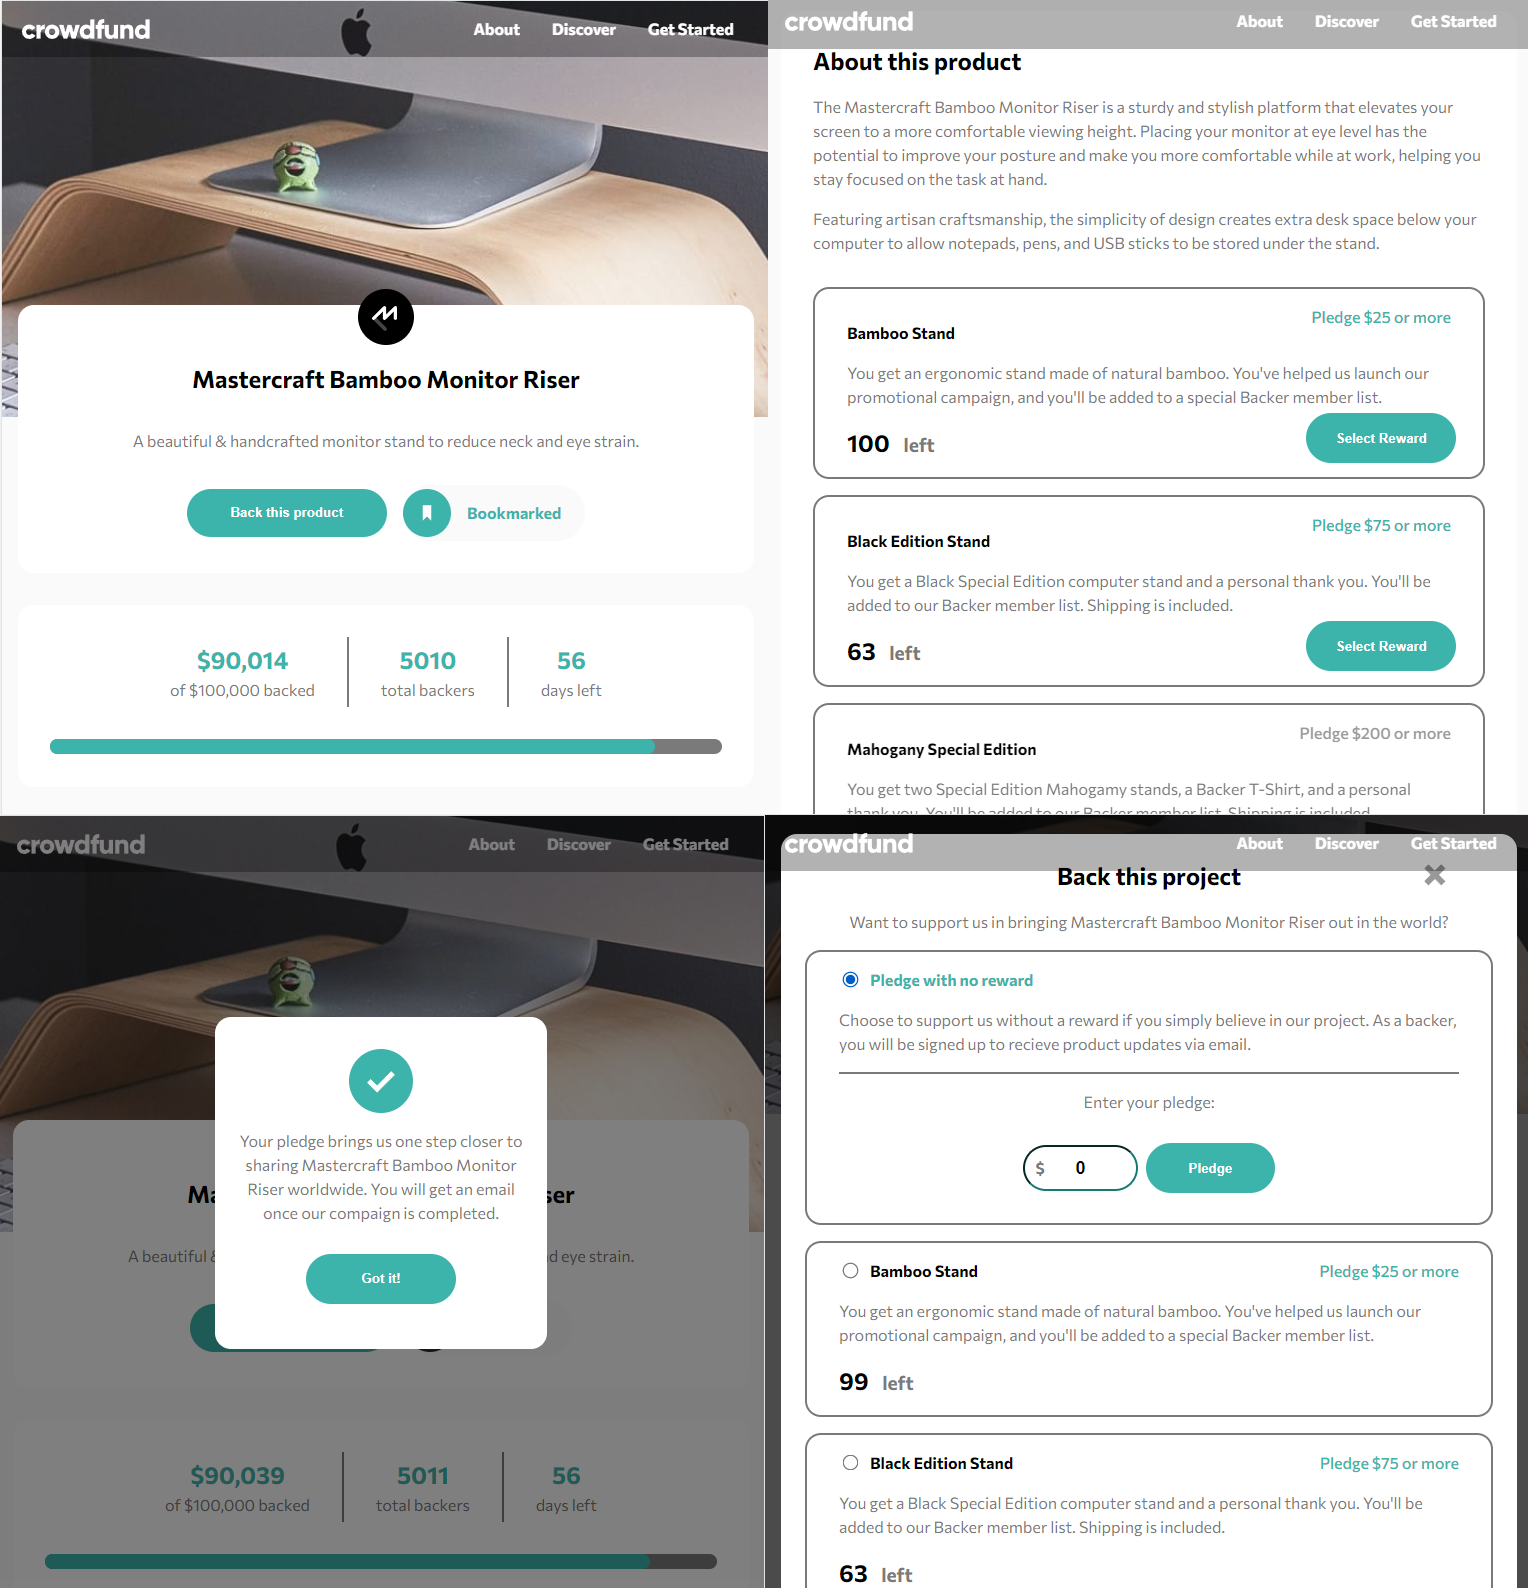 crowdfund
About Discover Get Started
Mastercraft Bamboo Monitor Riser
A beautiful & handcrafted monitor stand to reduce neck and eye strain.
Back this product
Bookmarked
$90,014
of $100,000 backed
5010
total backers
56
days left
crowdfund
About Discover Get Started
About this product
The Mastercraft Bamboo Monitor Riser is a sturdy and stylish platform that elevates your
screen to a more comfortable viewing height. Placing your monitor at eye level has the
potential to improve your posture and make you more comfortable while at work, helping you
stay focused on the task at hand.
Featuring artisan craftsmanship, the simplicity of design creates extra desk space below your
computer to allow notepads, pens, and USB sticks to be stored under the stand.
Pledge $25 or more
Bamboo Stand
You get an ergonomic stand made of natural bamboo. You've helped us launch our
promotional campaign, and you'll be added to a special Backer member list.
100 left
Select Reward
Pledge $75 or more
Black Edition Stand
You get a Black Special Edition computer stand and a personal thank you. You'll be
added to our Backer member list. Shipping is included.
63 left
Select Reward
Pledge $200 or more
Mahogany Special Edition
You get two Special Edition Mahogamy stands, a Backer T-Shirt, and a personal
thank you. You'll be added to our Backer member list. Shipping is included.
crowdfund
About Discover Get Started
Your pledge brings us one step closer to
sharing Mastercraft Bamboo Monitor
Riser worldwide. You will get an email
once our compaign is completed.
Got it!
Ma ser
A beautiful & d eye strain.
$90,039
of $100,000 backed
5011
total backers
56
days left
crowdfund
About Discover Get Started
Back this project
Want to support us in bringing Mastercraft Bamboo Monitor Riser out in the world?
Pledge with no reward
Choose to support us without a reward if you simply believe in our project. As a backer,
you will be signed up to recieve product updates via email.
Enter your pledge:
$ 0
Pledge
Bamboo Stand
Pledge $25 or more
You get an ergonomic stand made of natural bamboo. You've helped us launch our
promotional campaign, and you'll be added to a special Backer member list.
99 left
Black Edition Stand
Pledge $75 or more
You get a Black Special Edition computer stand and a personal thank you. You'll be
added to our Backer member list. Shipping is included.
63 left